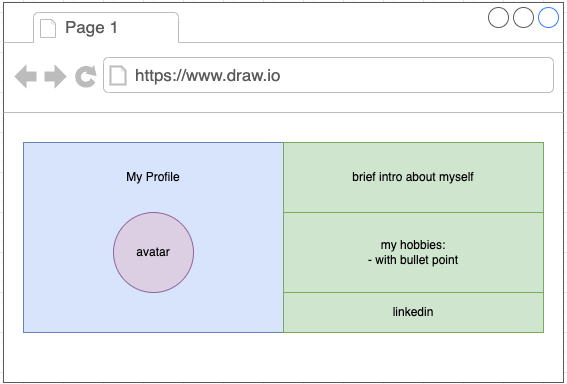 Page 1
https://www.draw.io
My Profile
avatar
brief intro about myself
my hobbies:
- with bullet point
linkedin